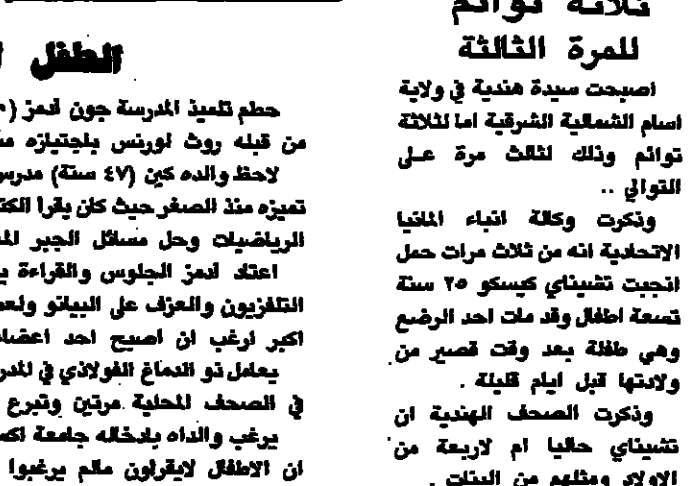 ثلاثة توائم
للمرة الثالثة
اصبحت سيدة هندية في ولاية
اسام الشمالية الشرقية اما لثلاثة
توائم وذلك لثالث مرة على
التوالي ..
وذكرت وكالة انباء المانيا
الاتحادية انه من ثلاث مرات حمل
انجبت تشيناي كيسكو ٢٥ سنة
تسعة اطفال وقد مات احد الرضع
وهي طفلة بعد وقت قصير من
ولادتها قبل ايام قليلة .
وذكرت الصحف الهندية ان
تشيناي حاليا ام لاربعة من
الاولاد ومثلهم من البنات .
الطفل
حطم تلميذ المدرسة جون ادمز (
من قبله روث لورنس باجتيازه
لاحظ والده كين (٤٧ سنة) مدرس
تميزه منذ الصغر حيث كان يقرا
الرياضيات وحل مسائل الجبر
اعتاد ادمز الجلوس والقراءة
التلفزيون والعزف على البيانو
اكبر ارغب ان اصبح احد
يعامل ذو الدماغ الفولاذي في
في الصحف المحلية مرتين وتبرع
يرغب والداه بادخاله جامعة
ان الاطفال لايقراون مالم يرغبوا